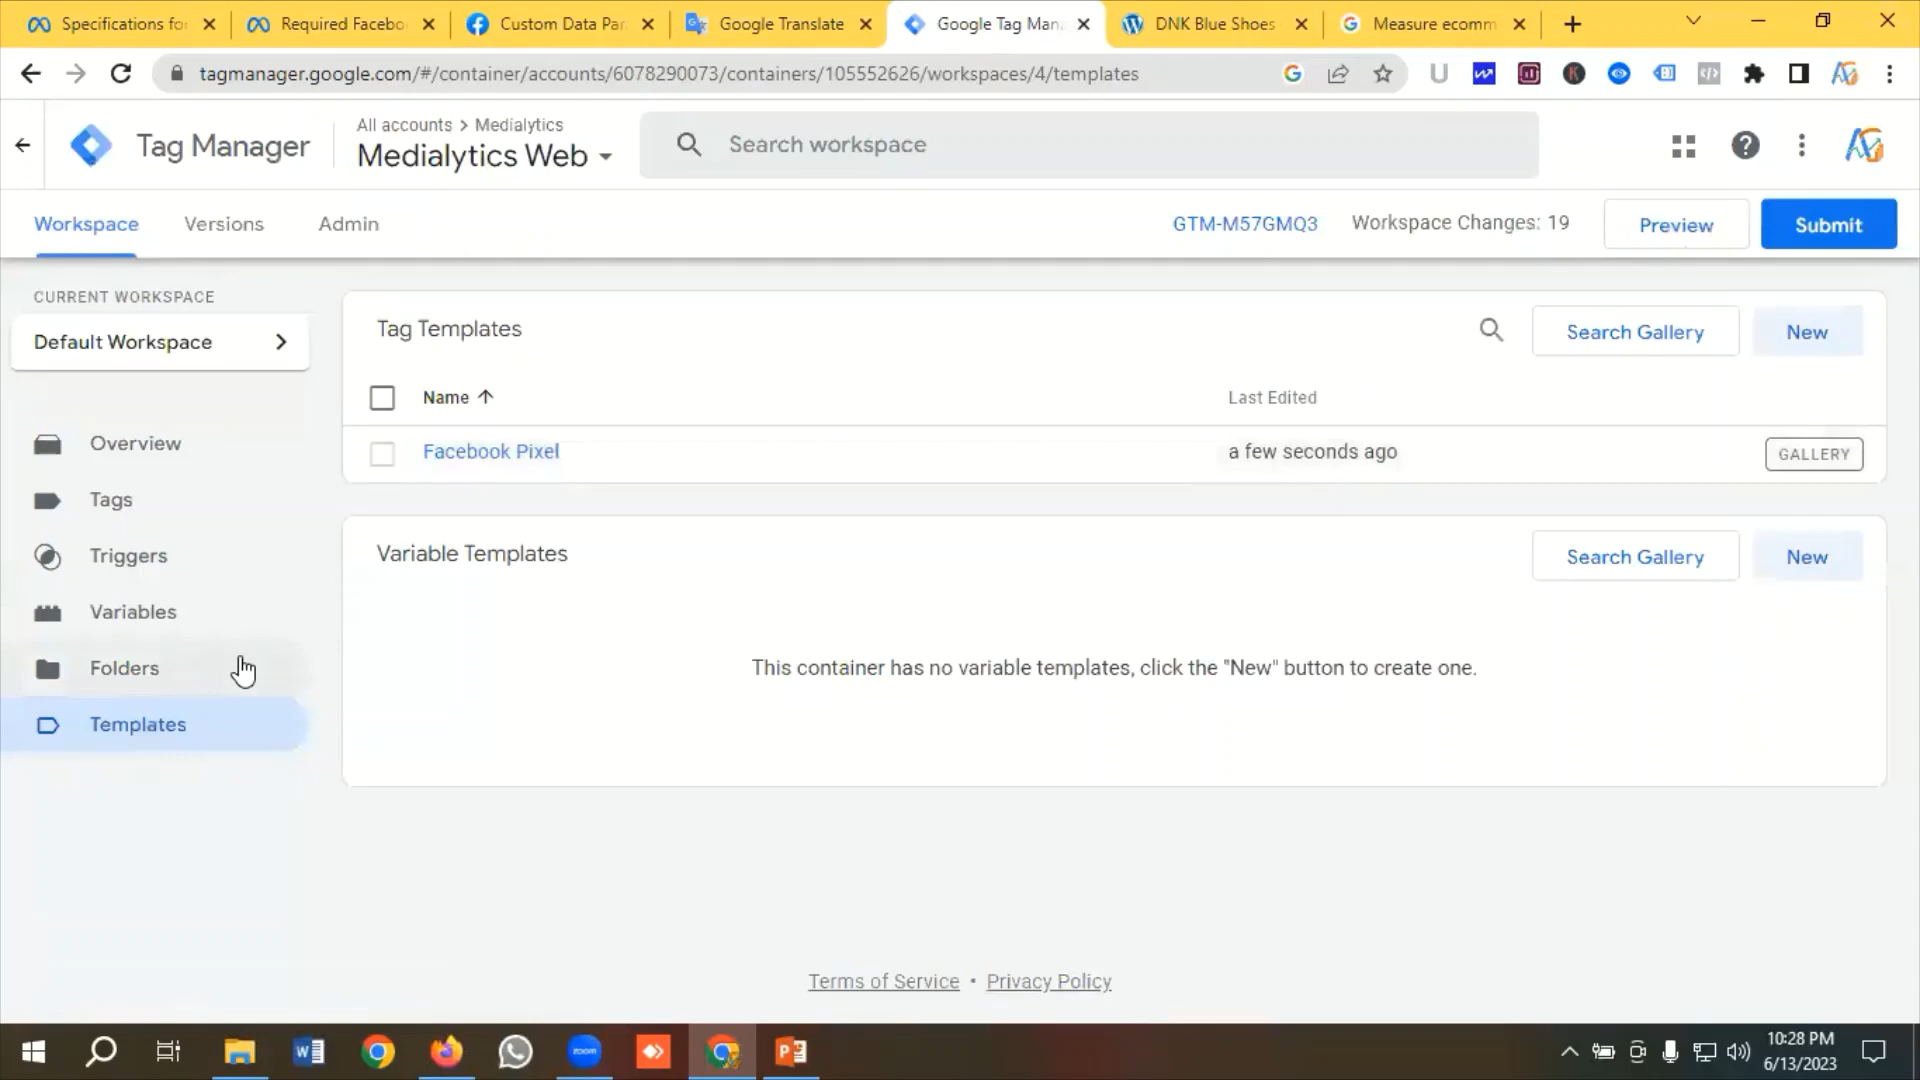 Specifications fo
Required Facebo
Custom Data Par
Google Translate
Google Tag Mana
DNK Blue Shoes
Measure ecomm
tagmanager.google.com/#/container/accounts/6078290073/containers/105552626/workspaces/4/templates
Tag Manager
All accounts > Medialytics
Medialytics Web
Search workspace
Workspace Versions Admin GTM-M57GMQ3 Workspace Changes: 19 Preview Submit
CURRENT WORKSPACE
Default Workspace
Overview
Tags
Triggers
Variables
Folders
Templates
Tag Templates Search Gallery New
Name Last Edited
Facebook Pixel a few seconds ago GALLERY
Variable Templates Search Gallery New
This container has no variable templates, click the "New" button to create one.
Terms of Service • Privacy Policy
zoom
10:28 PM
6/13/2023